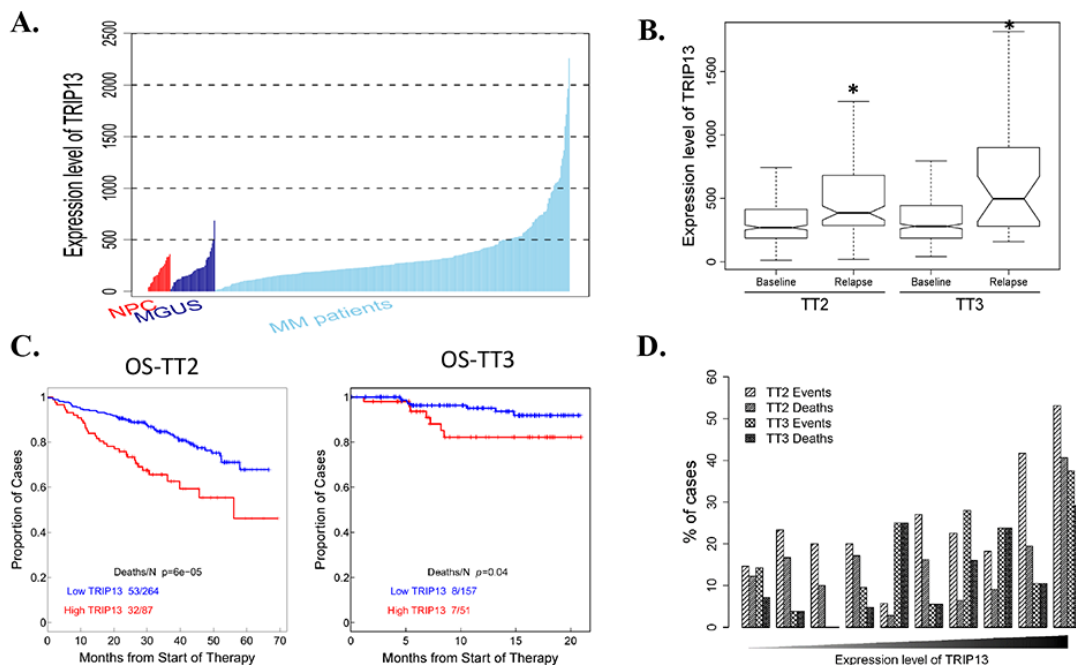 A.
Expression level of TRIP13
2500
2000
1500
1000
500
0
NPC
MGUS
MM patients
B.
Expression level of TRIP13
1500
1000
500
0
*
*
Baseline Relapse Baseline Relapse
TT2 TT3
C.
OS-TT2
Proportion of Cases
1
0.8
0.6
0.4
0.2
0
Deaths/N p=6e-05
Low TRIP13 53/264
High TRIP13 32/87
0 10 20 30 40 50 60 70
Months from Start of Therapy
OS-TT3
1
0.8
0.6
0.4
0.2
0
Deaths/N p=0.04
Low TRIP13 8/157
High TRIP13 7/51
0 5 10 15 20
Months from Start of Therapy
D.
% of cases
60
50
40
30
20
10
0
TT2 Events
TT2 Deaths
TT3 Events
TT3 Deaths
Expression level of TRIP13